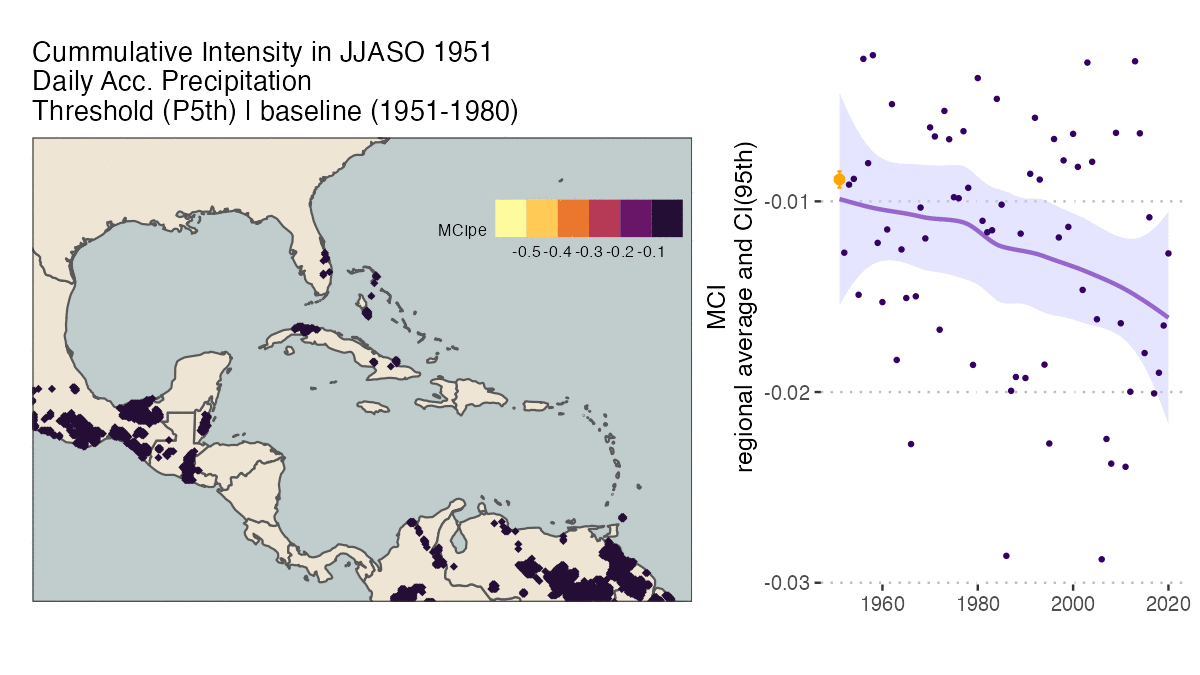 Cummulative Intensity in JJASO 1951
Daily Acc. Precipitation
Threshold (P5th) | baseline (1951-1980)
MCIpe
-0.5 -0.4 -0.3 -0.2 -0.1
MCI
regional average and CI(95th)
-0.01
-0.02
-0.03
1960 1980 2000 2020